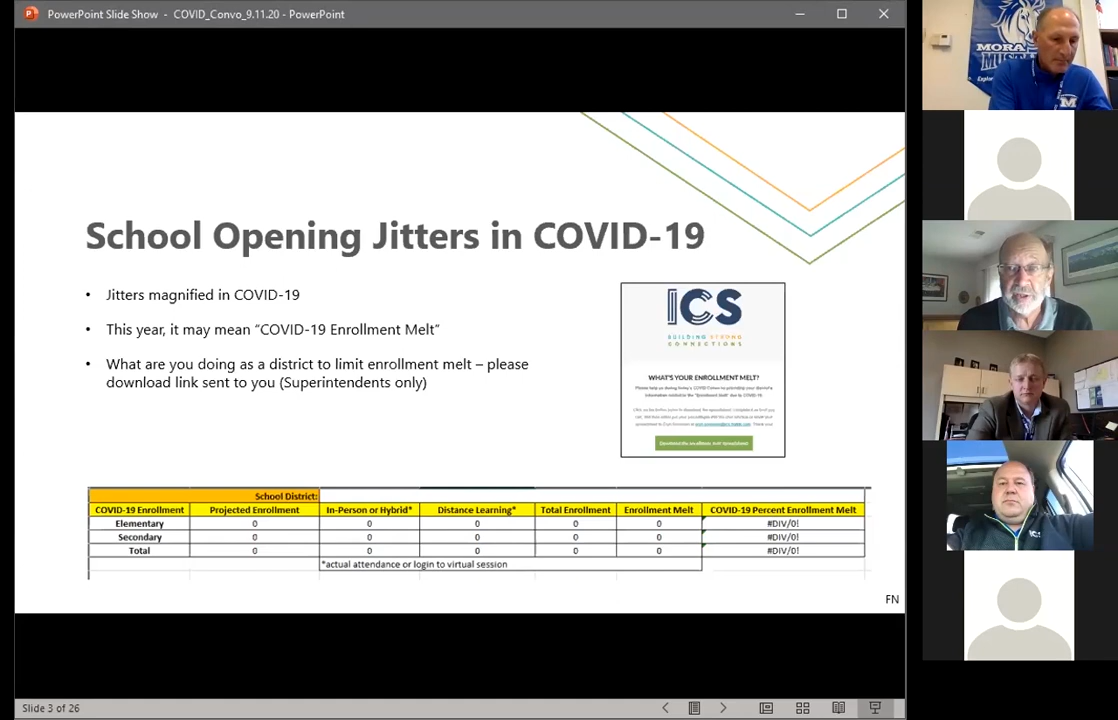 PowerPoint Slide Show - COVID_Convo_9.11.20 - PowerPoint
MORA
School Opening Jitters in COVID-19
• Jitters magnified in COVID-19
• This year, it may mean “COVID-19 Enrollment Melt”
• What are you doing as a district to limit enrollment melt – please
download link sent to you (Superintendents only)
ICS
BUILDING STRONG
CONNECTIONS
WHAT'S YOUR ENROLLMENT MELT?
School District:
COVID-19 Enrollment Projected Enrollment In-Person or Hybrid* Distance Learning* Total Enrollment Enrollment Melt COVID-19 Percent Enrollment Melt
Elementary 0 0 0 0 0 #DIV/0!
Secondary 0 0 0 0 0 #DIV/0!
Total 0 0 0 0 0 #DIV/0!
*actual attendance or login to virtual session
FN
M
ICS
Slide 3 of 26